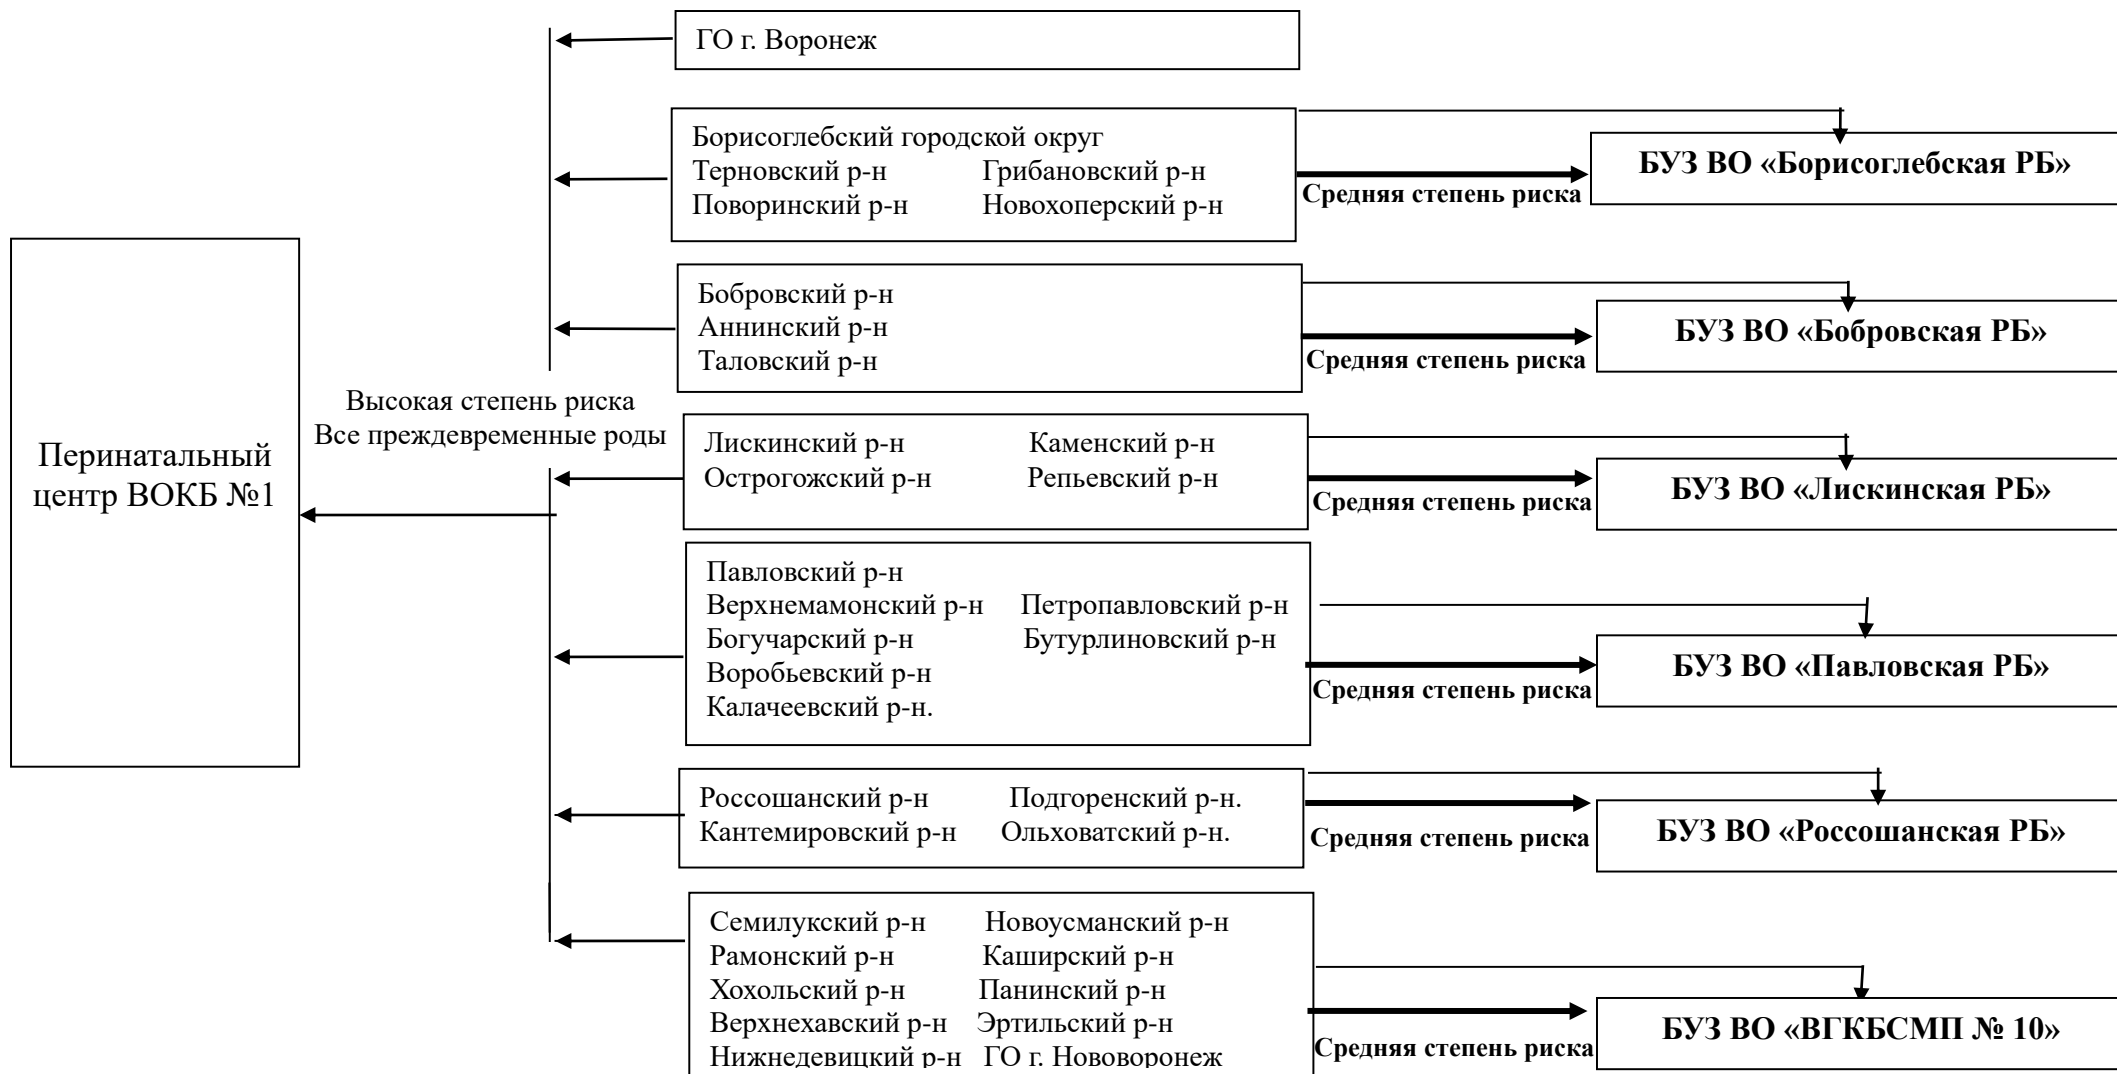 ГО г. Воронеж
Борисоглебский городской округ
Терновский р-н Грибановский р-н
Поворинский р-н Новохоперский р-н
Средняя степень риска
БУЗ ВО «Борисоглебская РБ»
Бобровский р-н
Аннинский р-н
Таловский р-н
Средняя степень риска
БУЗ ВО «Бобровская РБ»
Высокая степень риска
Все преждевременные роды
Перинатальный
центр ВОКБ №1
Лискинский р-н Каменский р-н
Острогожский р-н Репьевский р-н
Средняя степень риска
БУЗ ВО «Лискинская РБ»
Павловский р-н
Верхнемамонский р-н Петропавловский р-н
Богучарский р-н Бутурлиновский р-н
Воробьевский р-н
Калачеевский р-н.
Средняя степень риска
БУЗ ВО «Павловская РБ»
Россошанский р-н Подгоренский р-н.
Кантемировский р-н Ольховатский р-н.
Средняя степень риска
БУЗ ВО «Россошанская РБ»
Семилукский р-н Новоусманский р-н
Рамонский р-н Каширский р-н
Хохольский р-н Панинский р-н
Верхнехавский р-н Эртильский р-н
Нижнедевицкий р-н ГО г. Нововоронеж
Средняя степень риска
БУЗ ВО «ВГКБСМП № 10»